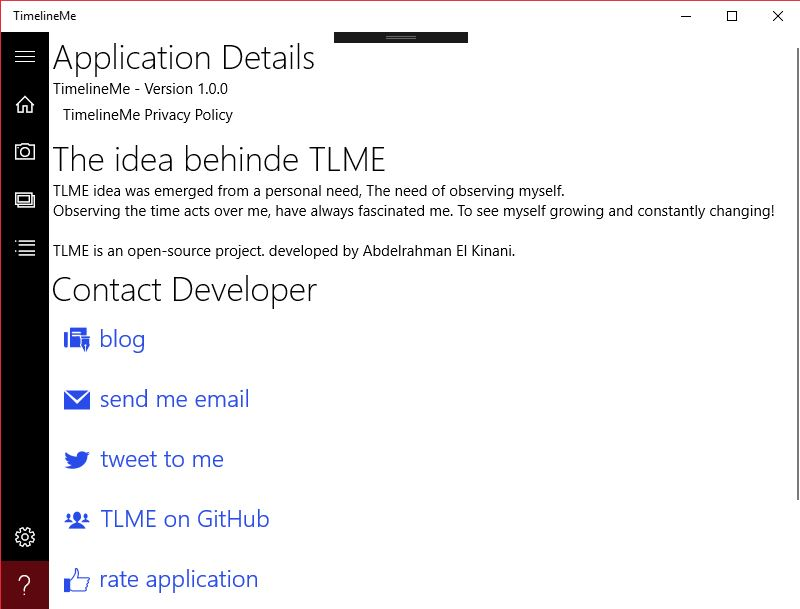 TimelineMe
Application Details
TimelineMe - Version 1.0.0
TimelineMe Privacy Policy
The idea behinde TLME
TLME idea was emerged from a personal need, The need of observing myself.
Observing the time acts over me, have always fascinated me. To see myself growing and constantly changing!
TLME is an open-source project. developed by Abdelrahman El Kinani.
Contact Developer
blog
send me email
tweet to me
TLME on GitHub
rate application